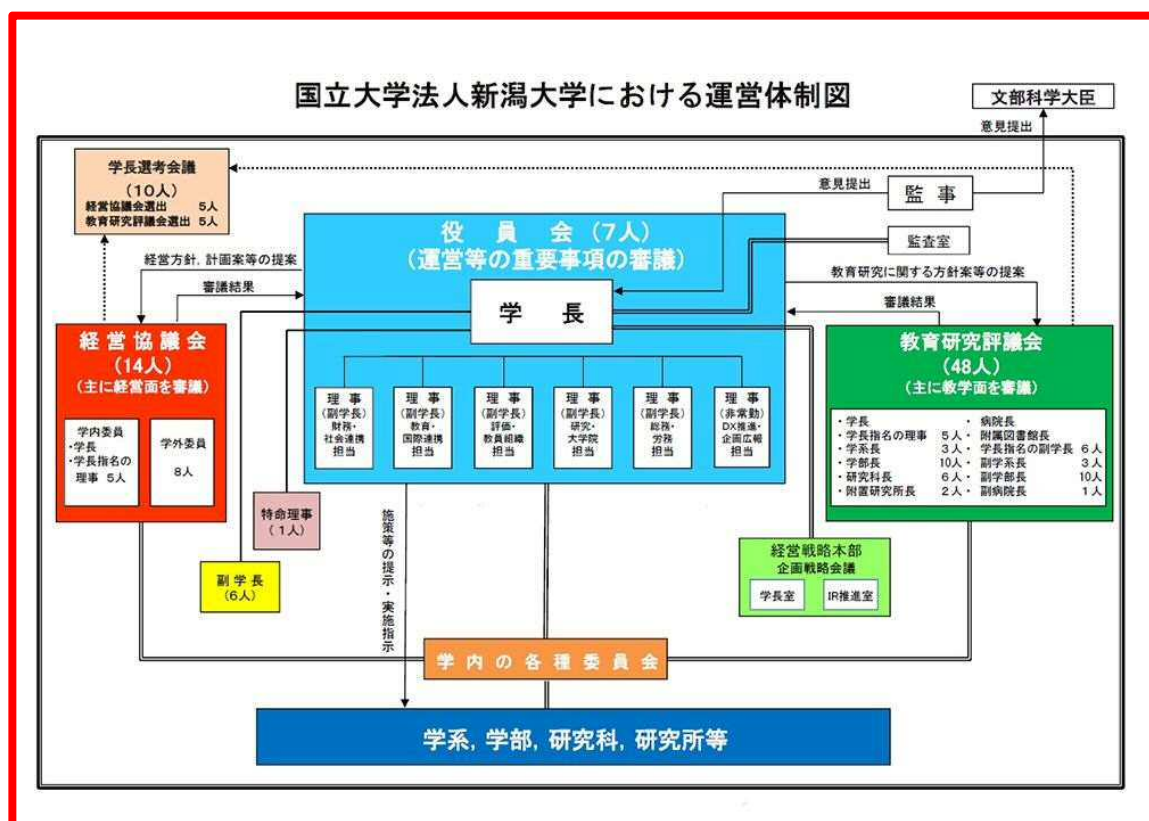 国立大学法人新潟大学における運営体制図
文部科学大臣
意見提出
学長選考会議
(10人)
経営協議会選出 5人
教育研究評議会選出 5人
意見提出
監 事
監査室
役 員 会 (7人)
(運営等の重要事項の審議)
学 長
経営方針, 計画案等の提案
審議結果
教育研究に関する方針案等の提案
審議結果
経 営 協 議 会
(14人)
(主に経営面を審議)
学内委員
・学長
・学長指名の
理事 5人
学外委員
8人
理 事
(副学長)
財務・
社会連携
担当
理 事
(副学長)
教育・
国際連携
担当
理 事
(副学長)
評価・
教員組織
担当
理 事
(副学長)
研究・
大学院
担当
理 事
(副学長)
総務・
労務
担当
理 事
(非常勤)
DX推進・
企画広報
担当
教育研究評議会
(48人)
(主に教学面を審議)
・学長 ・病院長
・学長指名の理事 5人・附属図書館長
・学系長 3人・学長指名の副学長 6人
・学部長 10人・副学系長 3人
・研究科長 6人・副学部長 10人
・附置研究所長 2人・副病院長 1人
特命理事
(1人)
副 学 長
(6人)
施策等の提示・実施指示
経営戦略本部
企画戦略会議
学長室
IR推進室
学 内 の 各 種 委 員 会
学系, 学部, 研究科, 研究所等